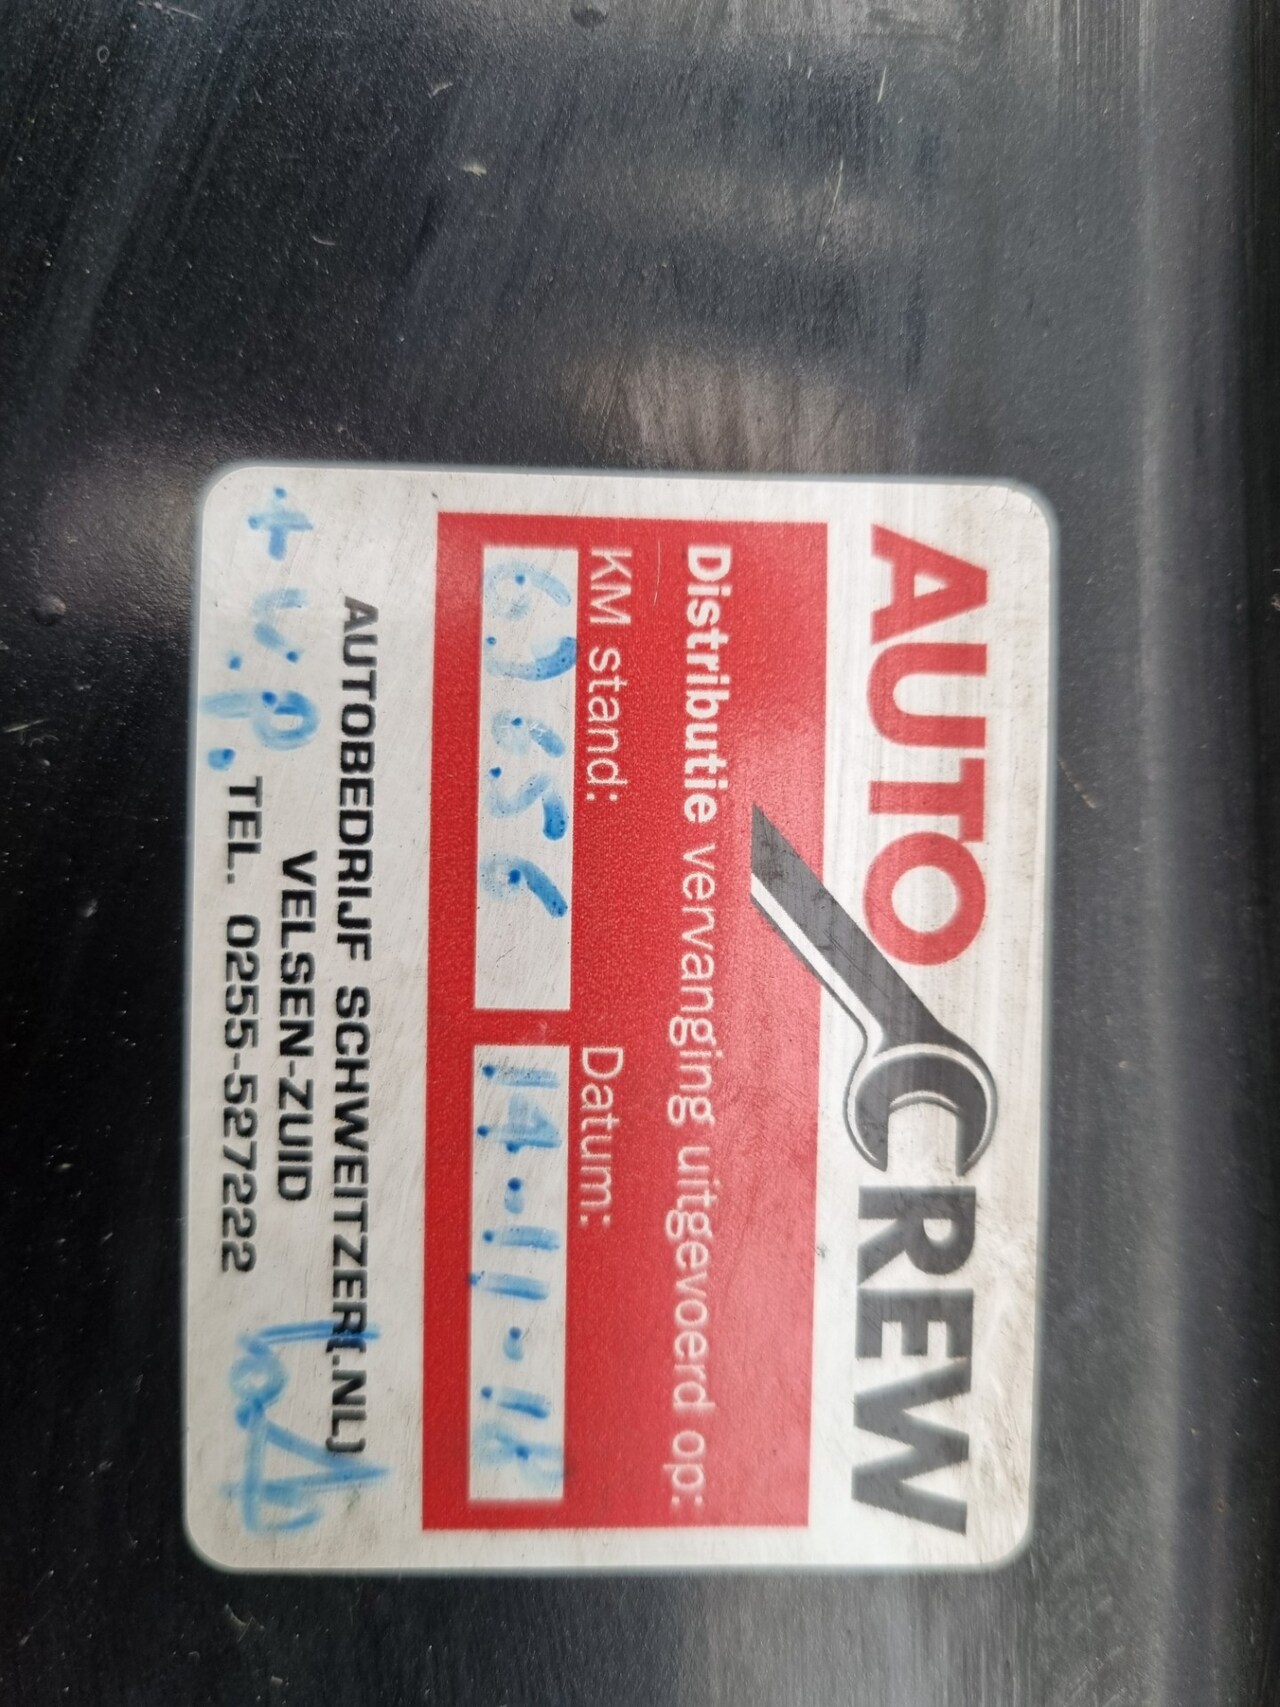 AUTO CREW
Distributie vervanging uitgevoerd op:
KM stand: Datum:
14-11-18
AUTOBEDRIJF SCHWEITZER(.NL)
VELSEN-ZUID
+ w.p. TEL. 0255-527222